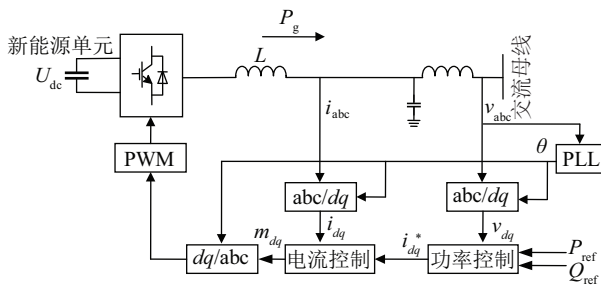 新能源单元
U_dc
L
P_g
i_abc
v_abc
交流母线
PWM
θ
PLL
abc/dq
abc/dq
i_dq
v_dq
m_dq
i_dq^*
dq/abc
电流控制
功率控制
P_ref
Q_ref